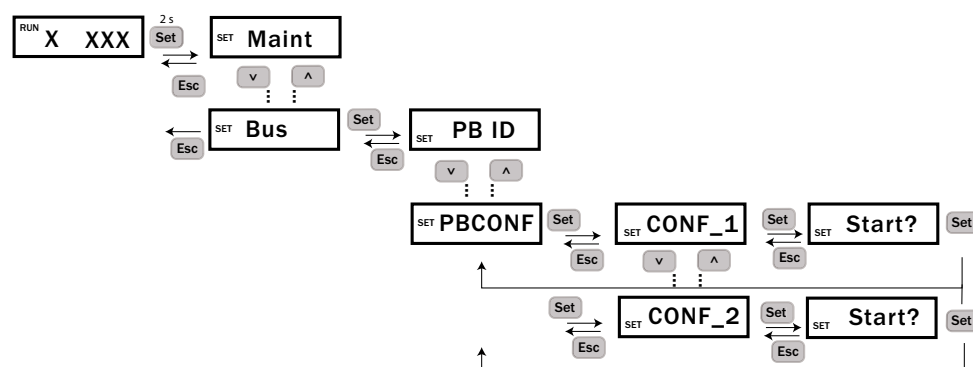 2 s
RUN X XXX Set SET Maint
Esc v ^
SET Bus Set SET PB ID
Esc Esc
v ^
SET PBCONF Set SET CONF_1 Set SET Start? Set
Esc v ^ Esc
Set SET CONF_2 Set SET Start? Set
Esc Esc